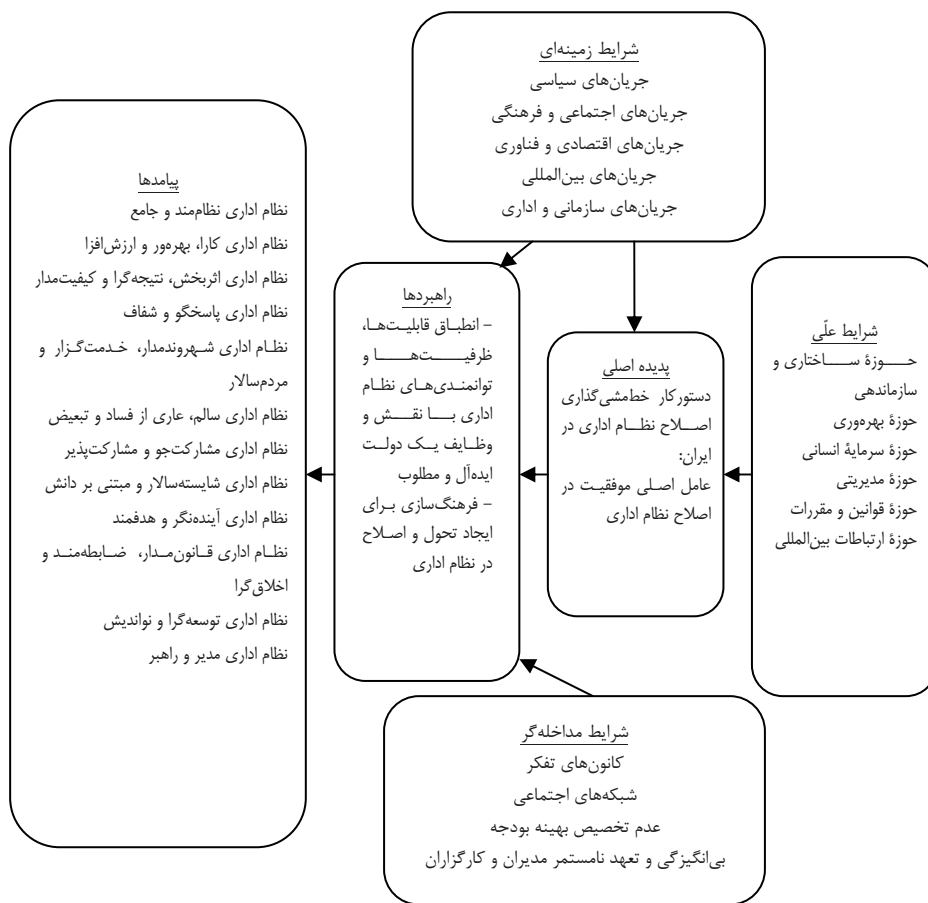 شرایط زمینه‌ای
جریان‌های سیاسی
جریان‌های اجتماعی و فرهنگی
جریان‌های اقتصادی و فناوری
جریان‌های بین‌المللی
جریان‌های سازمانی و اداری
شرایط علّی
حوزهٔ ساختاری و
سازماندهی
حوزهٔ بهره‌وری
حوزهٔ سرمایهٔ انسانی
حوزهٔ مدیریتی
حوزهٔ قوانین و مقررات
حوزهٔ ارتباطات بین‌المللی
پدیده اصلی
دستورکار خط‌مشی‌گذاری
اصلاح نظام اداری در
ایران:
عامل اصلی موفقیت در
اصلاح نظام اداری
راهبردها
- انطباق قابلیت‌ها،
ظرفیت‌ها و
توانمندی‌های نظام
اداری با نقش و
وظایف یک دولت
ایده‌آل و مطلوب
- فرهنگ‌سازی برای
ایجاد تحول و اصلاح
در نظام اداری
پیامدها
نظام اداری نظام‌مند و جامع
نظام اداری کارا، بهره‌ور و ارزش‌افزا
نظام اداری اثربخش، نتیجه‌گرا و کیفیت‌مدار
نظام اداری پاسخگو و شفاف
نظام اداری شهروندمدار، خدمت‌گزار و
مردم‌سالار
نظام اداری سالم، عاری از فساد و تبعیض
نظام اداری مشارکت‌جو و مشارکت‌پذیر
نظام اداری شایسته‌سالار و مبتنی بر دانش
نظام اداری آینده‌نگر و هدفمند
نظام اداری قانون‌مدار، ضابطه‌مند و
اخلاق‌گرا
نظام اداری توسعه‌گرا و نواندیش
نظام اداری مدیر و راهبر
شرایط مداخله‌گر
کانون‌های تفکر
شبکه‌های اجتماعی
عدم تخصیص بهینه بودجه
بی‌انگیزگی و تعهد نامستمر مدیران و کارگزاران